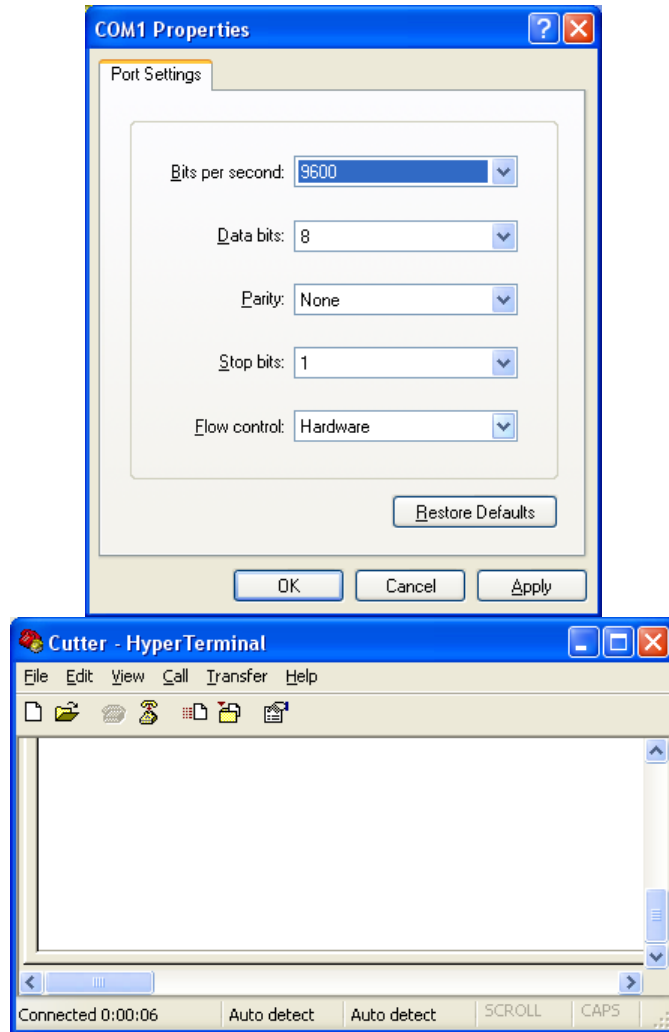 COM1 Properties
Port Settings
Bits per second: 9600
Data bits: 8
Parity: None
Stop bits: 1
Flow control: Hardware
Restore Defaults
OK Cancel Apply
Cutter - HyperTerminal
File Edit View Call Transfer Help
Connected 0:00:06 Auto detect Auto detect SCROLL CAPS